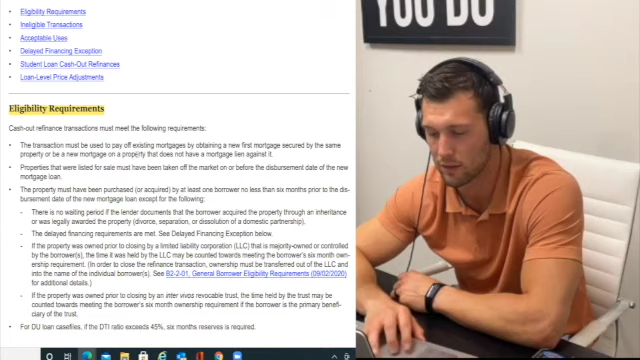 • Eligibility Requirements
• Ineligible Transactions
• Acceptable Uses
• Delayed Financing Exception
• Student Loan Cash-Out Refinances
• Loan-Level Price Adjustments
Eligibility Requirements
Cash-out refinance transactions must meet the following requirements:
• The transaction must be used to pay off existing mortgages by obtaining a new first mortgage secured by the same
property or be a new mortgage on a property that does not have a mortgage lien against it.
• Properties that were listed for sale must have been taken off the market on or before the disbursement date of the new
mortgage loan.
• The property must have been purchased (or acquired) by at least one borrower no less than six months prior to the dis-
bursement date of the new mortgage loan except for the following:
◦ There is no waiting period if the lender documents that the borrower acquired the property through an inheritance
or was legally awarded the property (divorce, separation, or dissolution of a domestic partnership).
◦ The delayed financing requirements are met. See Delayed Financing Exception below.
◦ If the property was owned prior to closing by a limited liability corporation (LLC) that is majority-owned or controlled
by the borrower(s), the time it was held by the LLC may be counted towards meeting the borrower's six month own-
ership requirement. (In order to close the refinance transaction, ownership must be transferred out of the LLC and
into the name of the individual borrower(s). See B2-2-01, General Borrower Eligibility Requirements (09/02/2020)
for additional details.)
◦ If the property was owned prior to closing by an inter vivos revocable trust, the time held by the trust may be
counted towards meeting the borrower's six month ownership requirement if the borrower is the primary benefi-
ciary of the trust.
• For DU loan casefiles, if the DTI ratio exceeds 45%, six months reserves is required.
YOU DO